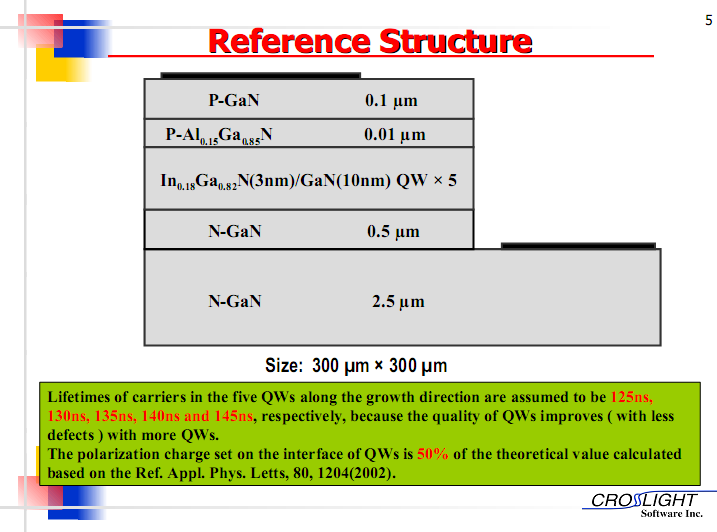 5
Reference Structure
P-GaN 0.1 μm
P-Al0.15Ga0.85N 0.01 μm
In0.18Ga0.82N(3nm)/GaN(10nm) QW × 5
N-GaN 0.5 μm
N-GaN 2.5 μm
Size: 300 μm × 300 μm
Lifetimes of carriers in the five QWs along the growth direction are assumed to be 125ns,
130ns, 135ns, 140ns and 145ns, respectively, because the quality of QWs improves ( with less
defects ) with more QWs.
The polarization charge set on the interface of QWs is 50% of the theoretical value calculated
based on the Ref. Appl. Phys. Letts, 80, 1204(2002).
CROSSLIGHT
Software Inc.